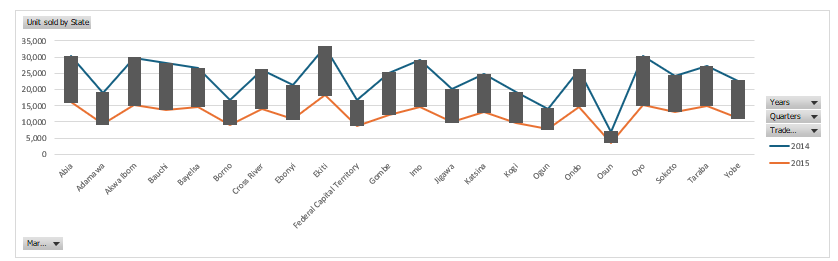 Unit sold by State
35,000
30,000
25,000
20,000
15,000
10,000
5,000
0
Abia
Adamawa
Akwa Ibom
Bauchi
Bayelsa
Borno
Cross River
Ebonyi
Ekiti
Federal Capital Territory
Gombe
Imo
Jigawa
Katsina
Kogi
Ogun
Ondo
Osun
Oyo
Sokoto
Taraba
Yobe
Years
Quarters
Trade...
2014
2015
Mar...